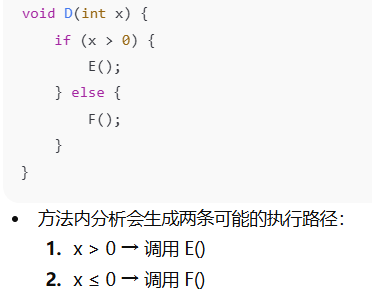 void D(int x) {
    if (x > 0) {
        E();
    } else {
        F();
    }
}
• 方法内分析会生成两条可能的执行路径：
1. x > 0 → 调用 E()
2. x ≤ 0 → 调用 F()